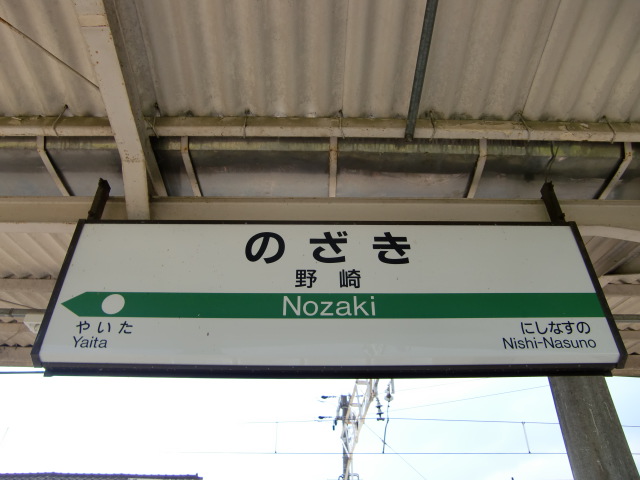 のざき
野崎
Nozaki
やいた
Yaita
にしなすの
Nishi-Nasuno